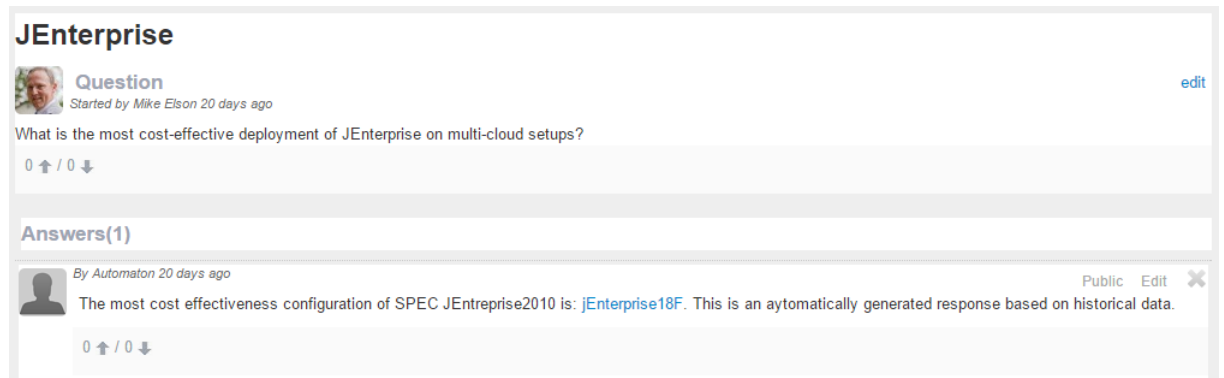 JEnterprise
Question
edit
Started by Mike Elson 20 days ago
What is the most cost-effective deployment of JEnterprise on multi-cloud setups?
0 / 0
Answers(1)
By Automaton 20 days ago
Public Edit
The most cost effectiveness configuration of SPEC JEntreprise2010 is: jEnterprise18F. This is an aytomatically generated response based on historical data.
0 / 0